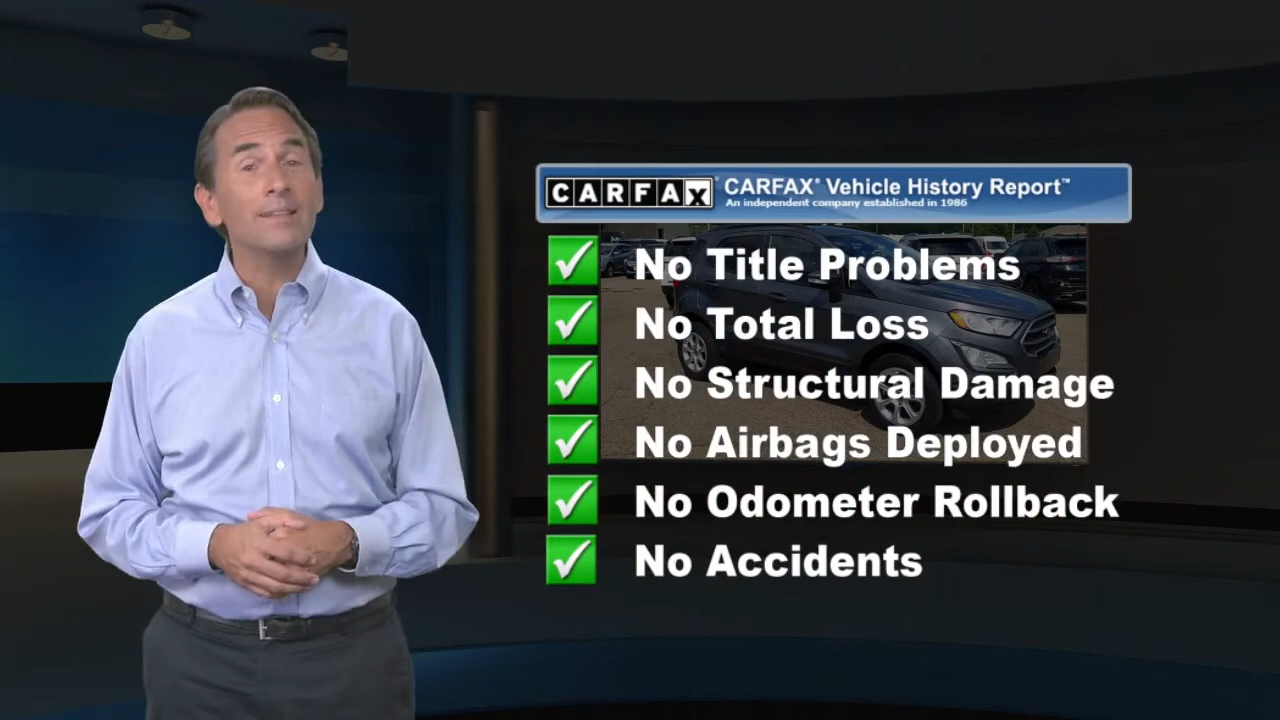 CARFAX® CARFAX® Vehicle History Report™
An independent company established in 1986
No Title Problems
No Total Loss
No Structural Damage
No Airbags Deployed
No Odometer Rollback
No Accidents